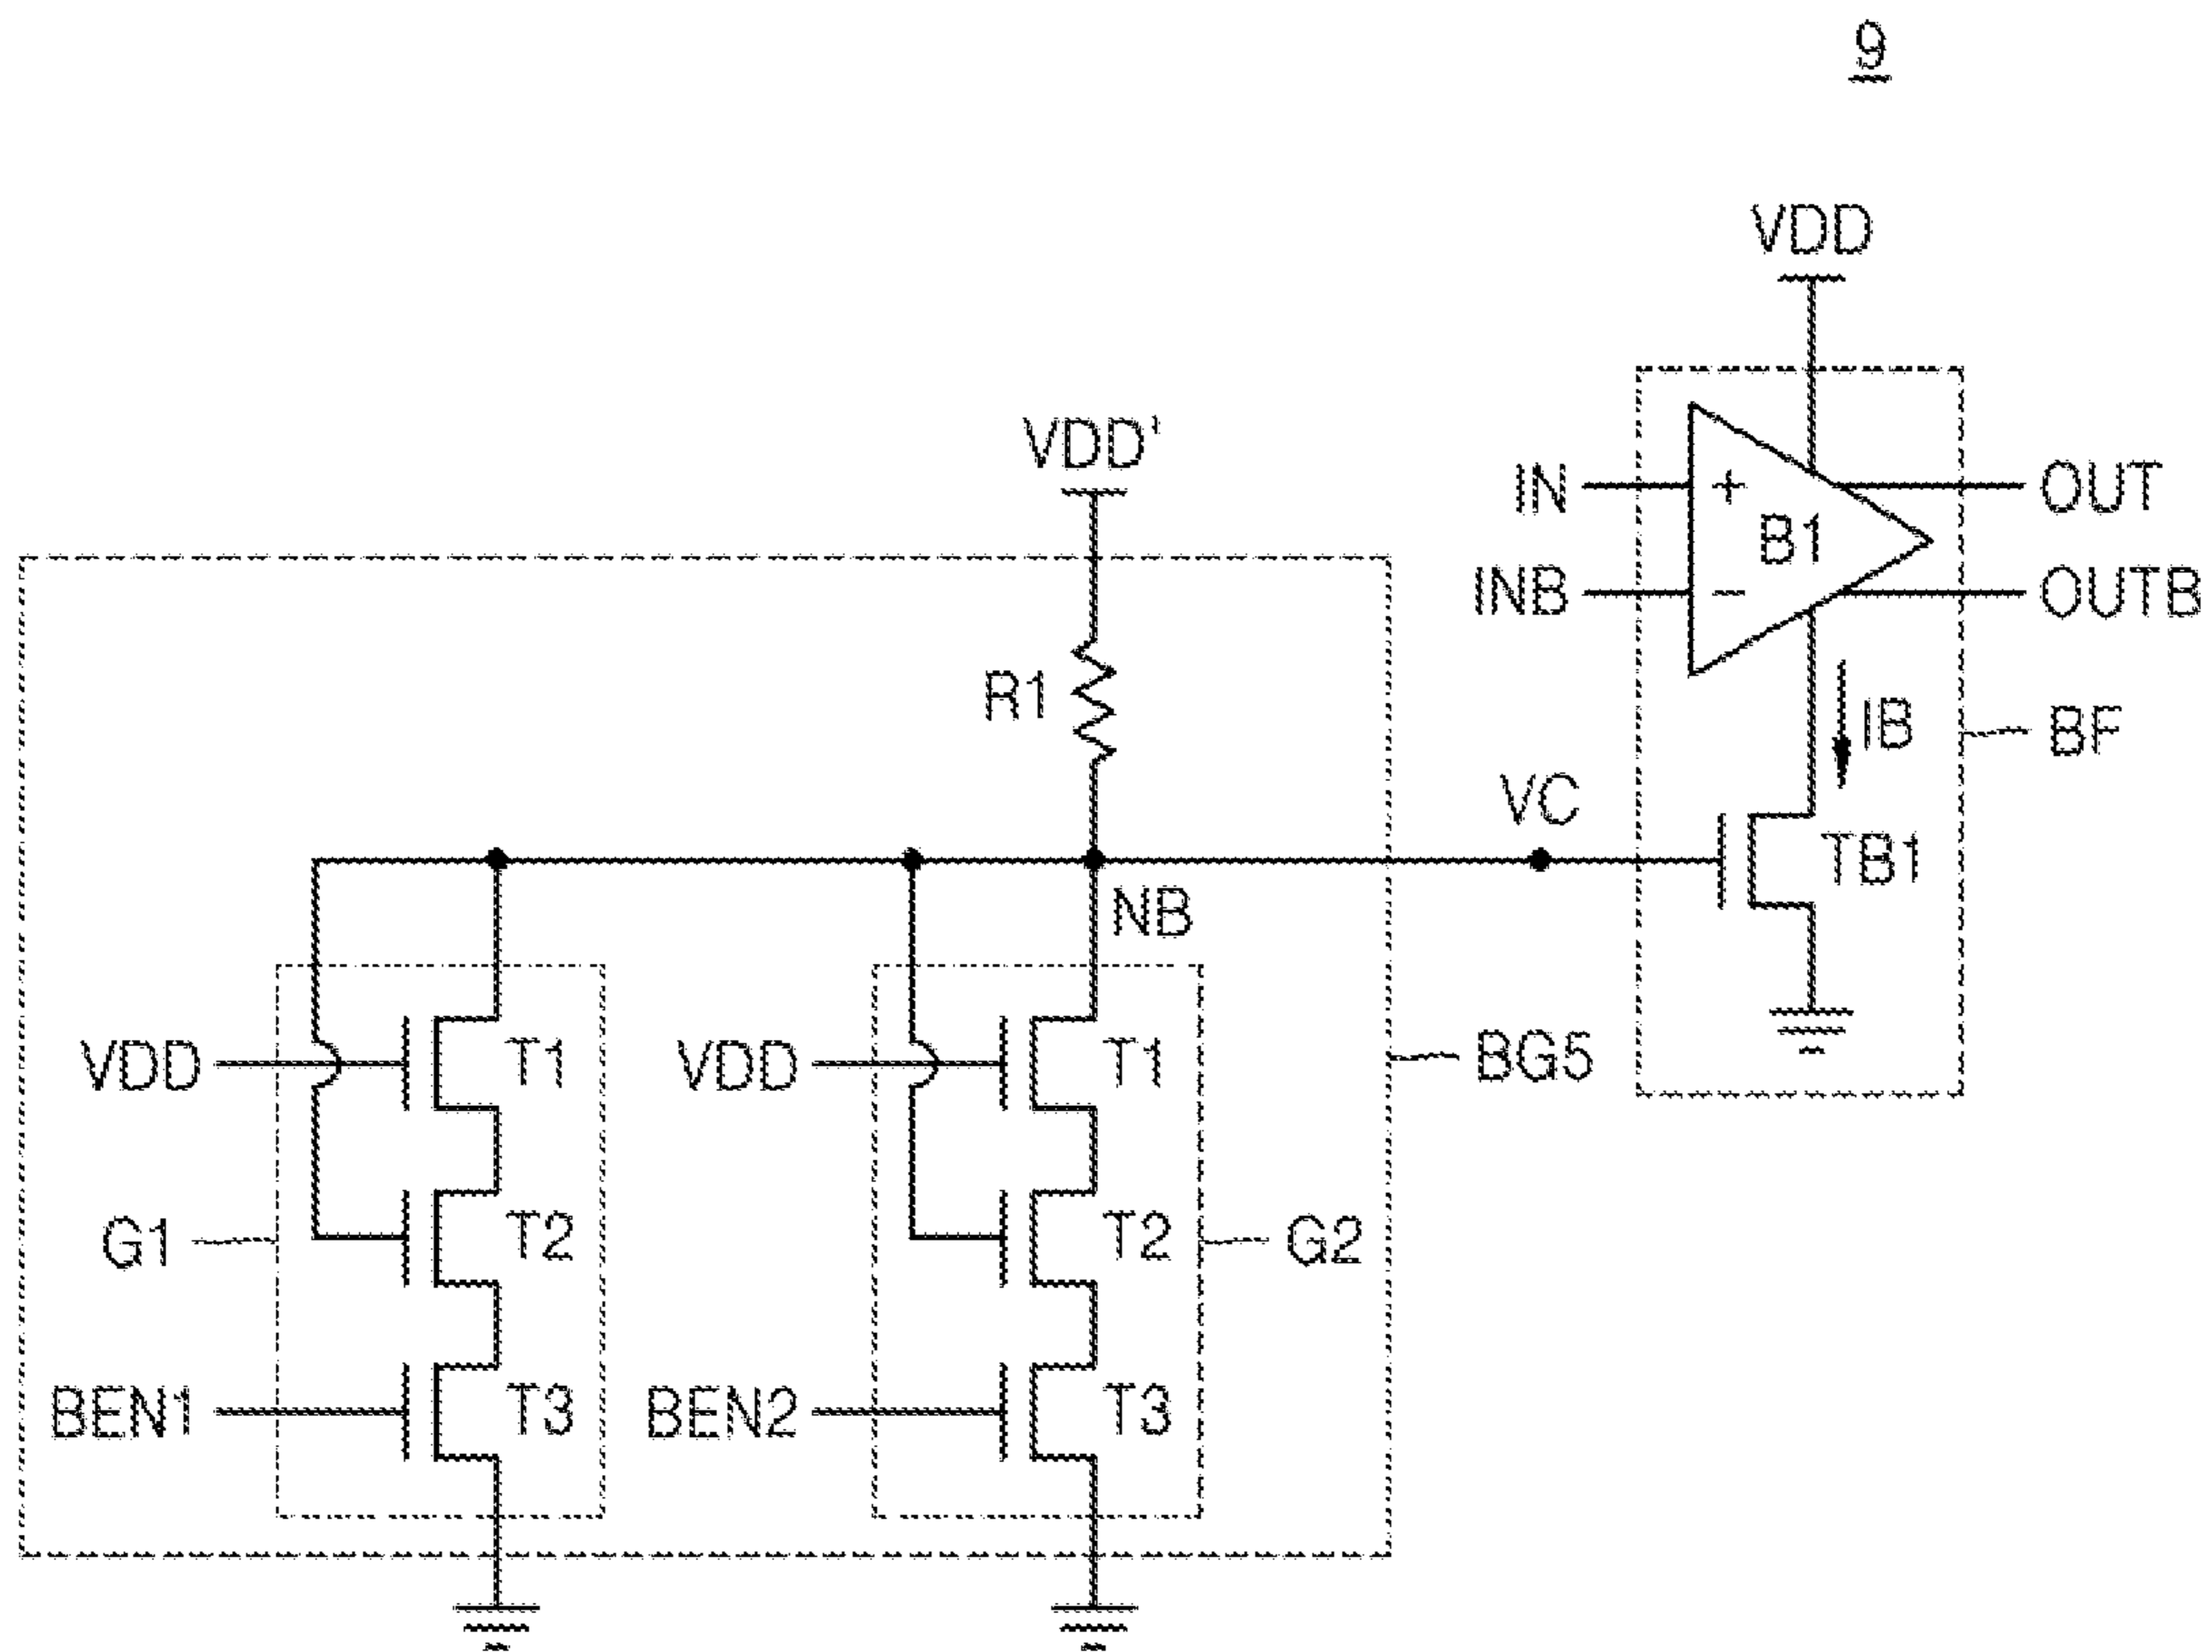 9
VDD
VDD'
IN + OUT
B1
INB − OUTB
R1
IB
BF
VC
TB1
NB
VDD T1 VDD T1 BG5
G1 T2 T2 G2
BEN1 T3 BEN2 T3